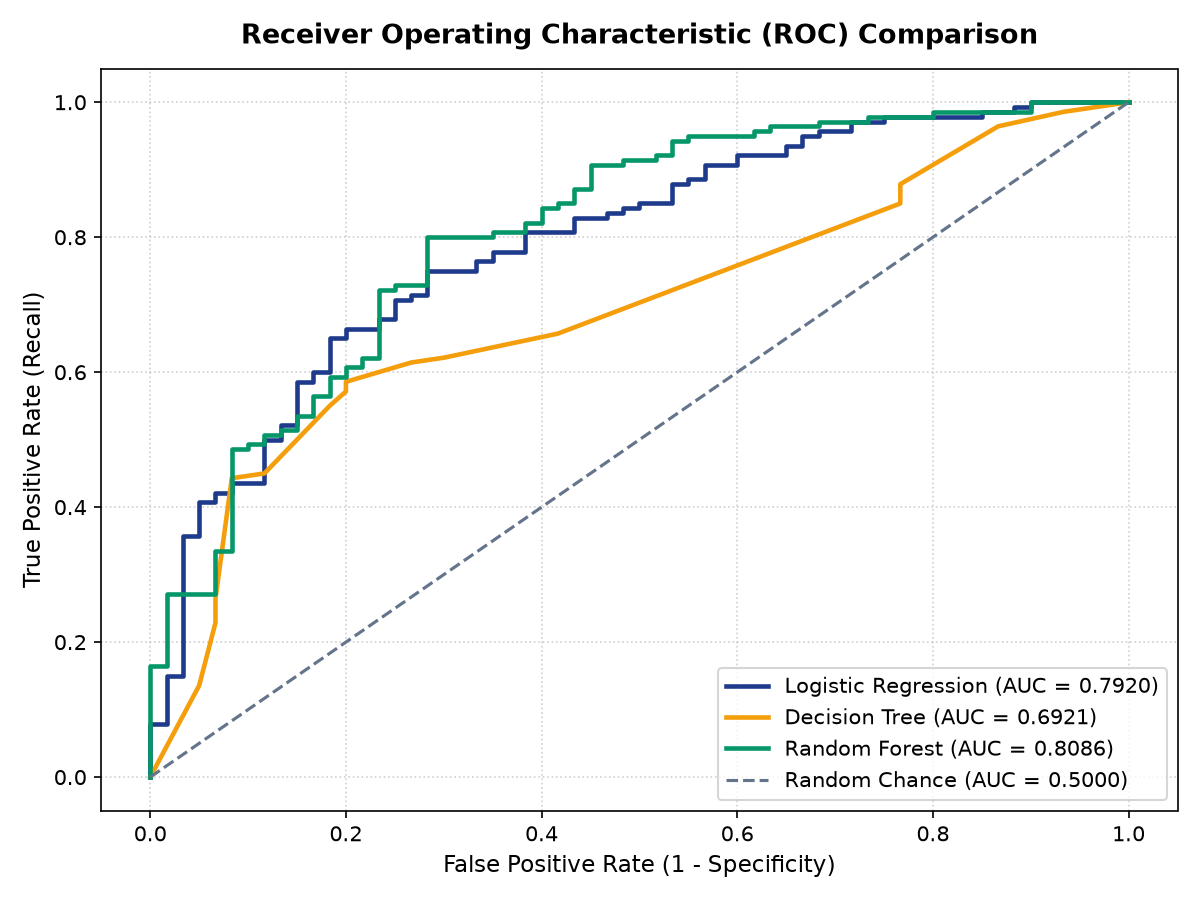 Receiver Operating Characteristic (ROC) Comparison
True Positive Rate (Recall)
1.0
0.8
0.6
0.4
0.2
0.0
Logistic Regression (AUC = 0.7920)
Decision Tree (AUC = 0.6921)
Random Forest (AUC = 0.8086)
Random Chance (AUC = 0.5000)
0.0 0.2 0.4 0.6 0.8 1.0
False Positive Rate (1 - Specificity)